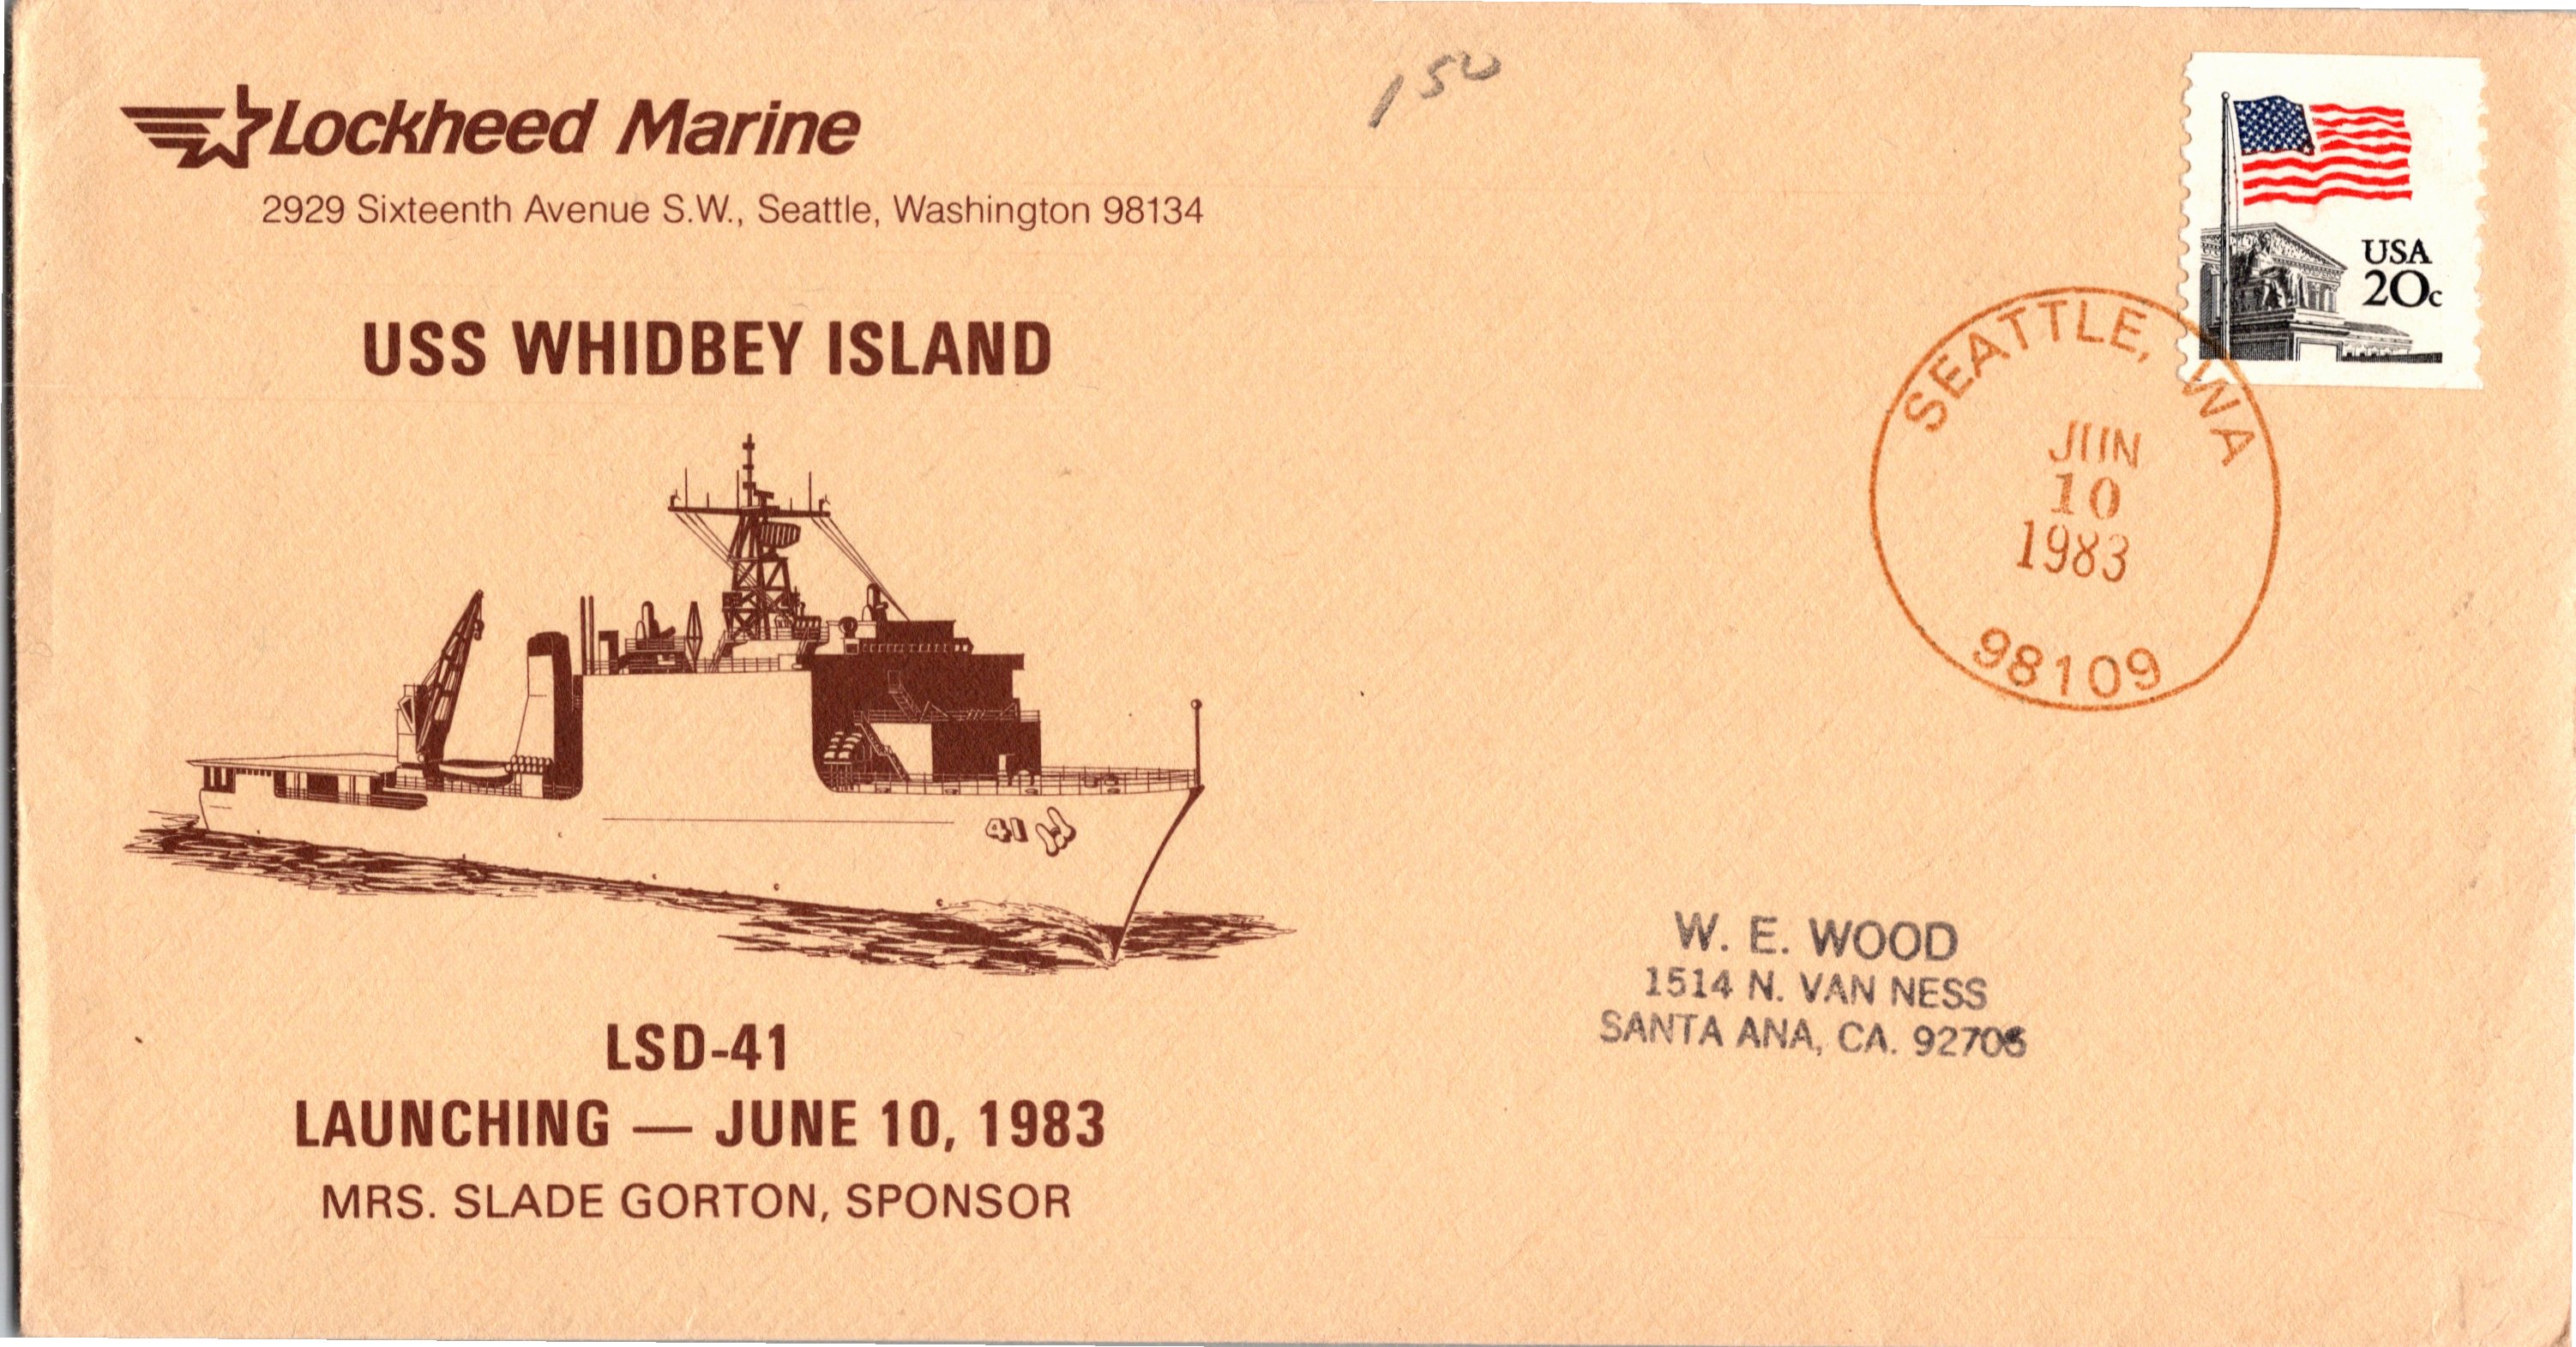 Lockheed Marine
2929 Sixteenth Avenue S.W., Seattle, Washington 98134
150
USA
20c
USS WHIDBEY ISLAND
SEATTLE, WA
JUN
10
1983
98109
41
W. E. WOOD
1514 N. VAN NESS
SANTA ANA, CA. 92706
LSD-41
LAUNCHING — JUNE 10, 1983
MRS. SLADE GORTON, SPONSOR